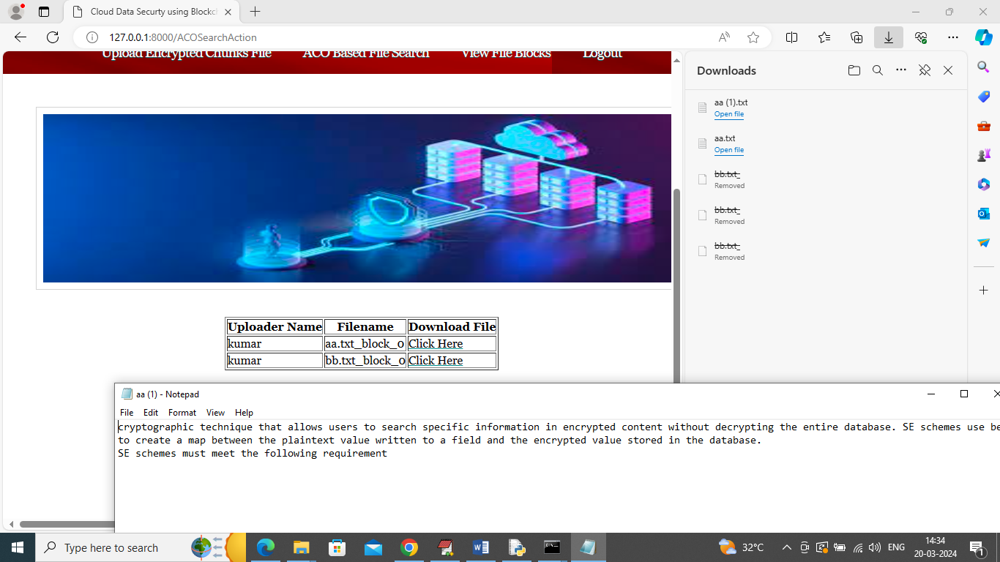 Cloud Data Securty using Blockc
127.0.0.1:8000/ACOSearchAction
Upload Encrypted Chunks File ACO Based File Search View File Blocks Logout
Downloads
aa (1).txt
Open file
aa.txt
Open file
bb.txt_
Removed
bb.txt_
Removed
bb.txt_
Removed
Uploader Name Filename Download File
kumar aa.txt_block_0 Click Here
kumar bb.txt_block_0 Click Here
aa (1) - Notepad
File Edit Format View Help
cryptographic technique that allows users to search specific information in encrypted content without decrypting the entire database. SE schemes use be
to create a map between the plaintext value written to a field and the encrypted value stored in the database.
SE schemes must meet the following requirement
Type here to search
32°C
ENG
14:34
20-03-2024
1